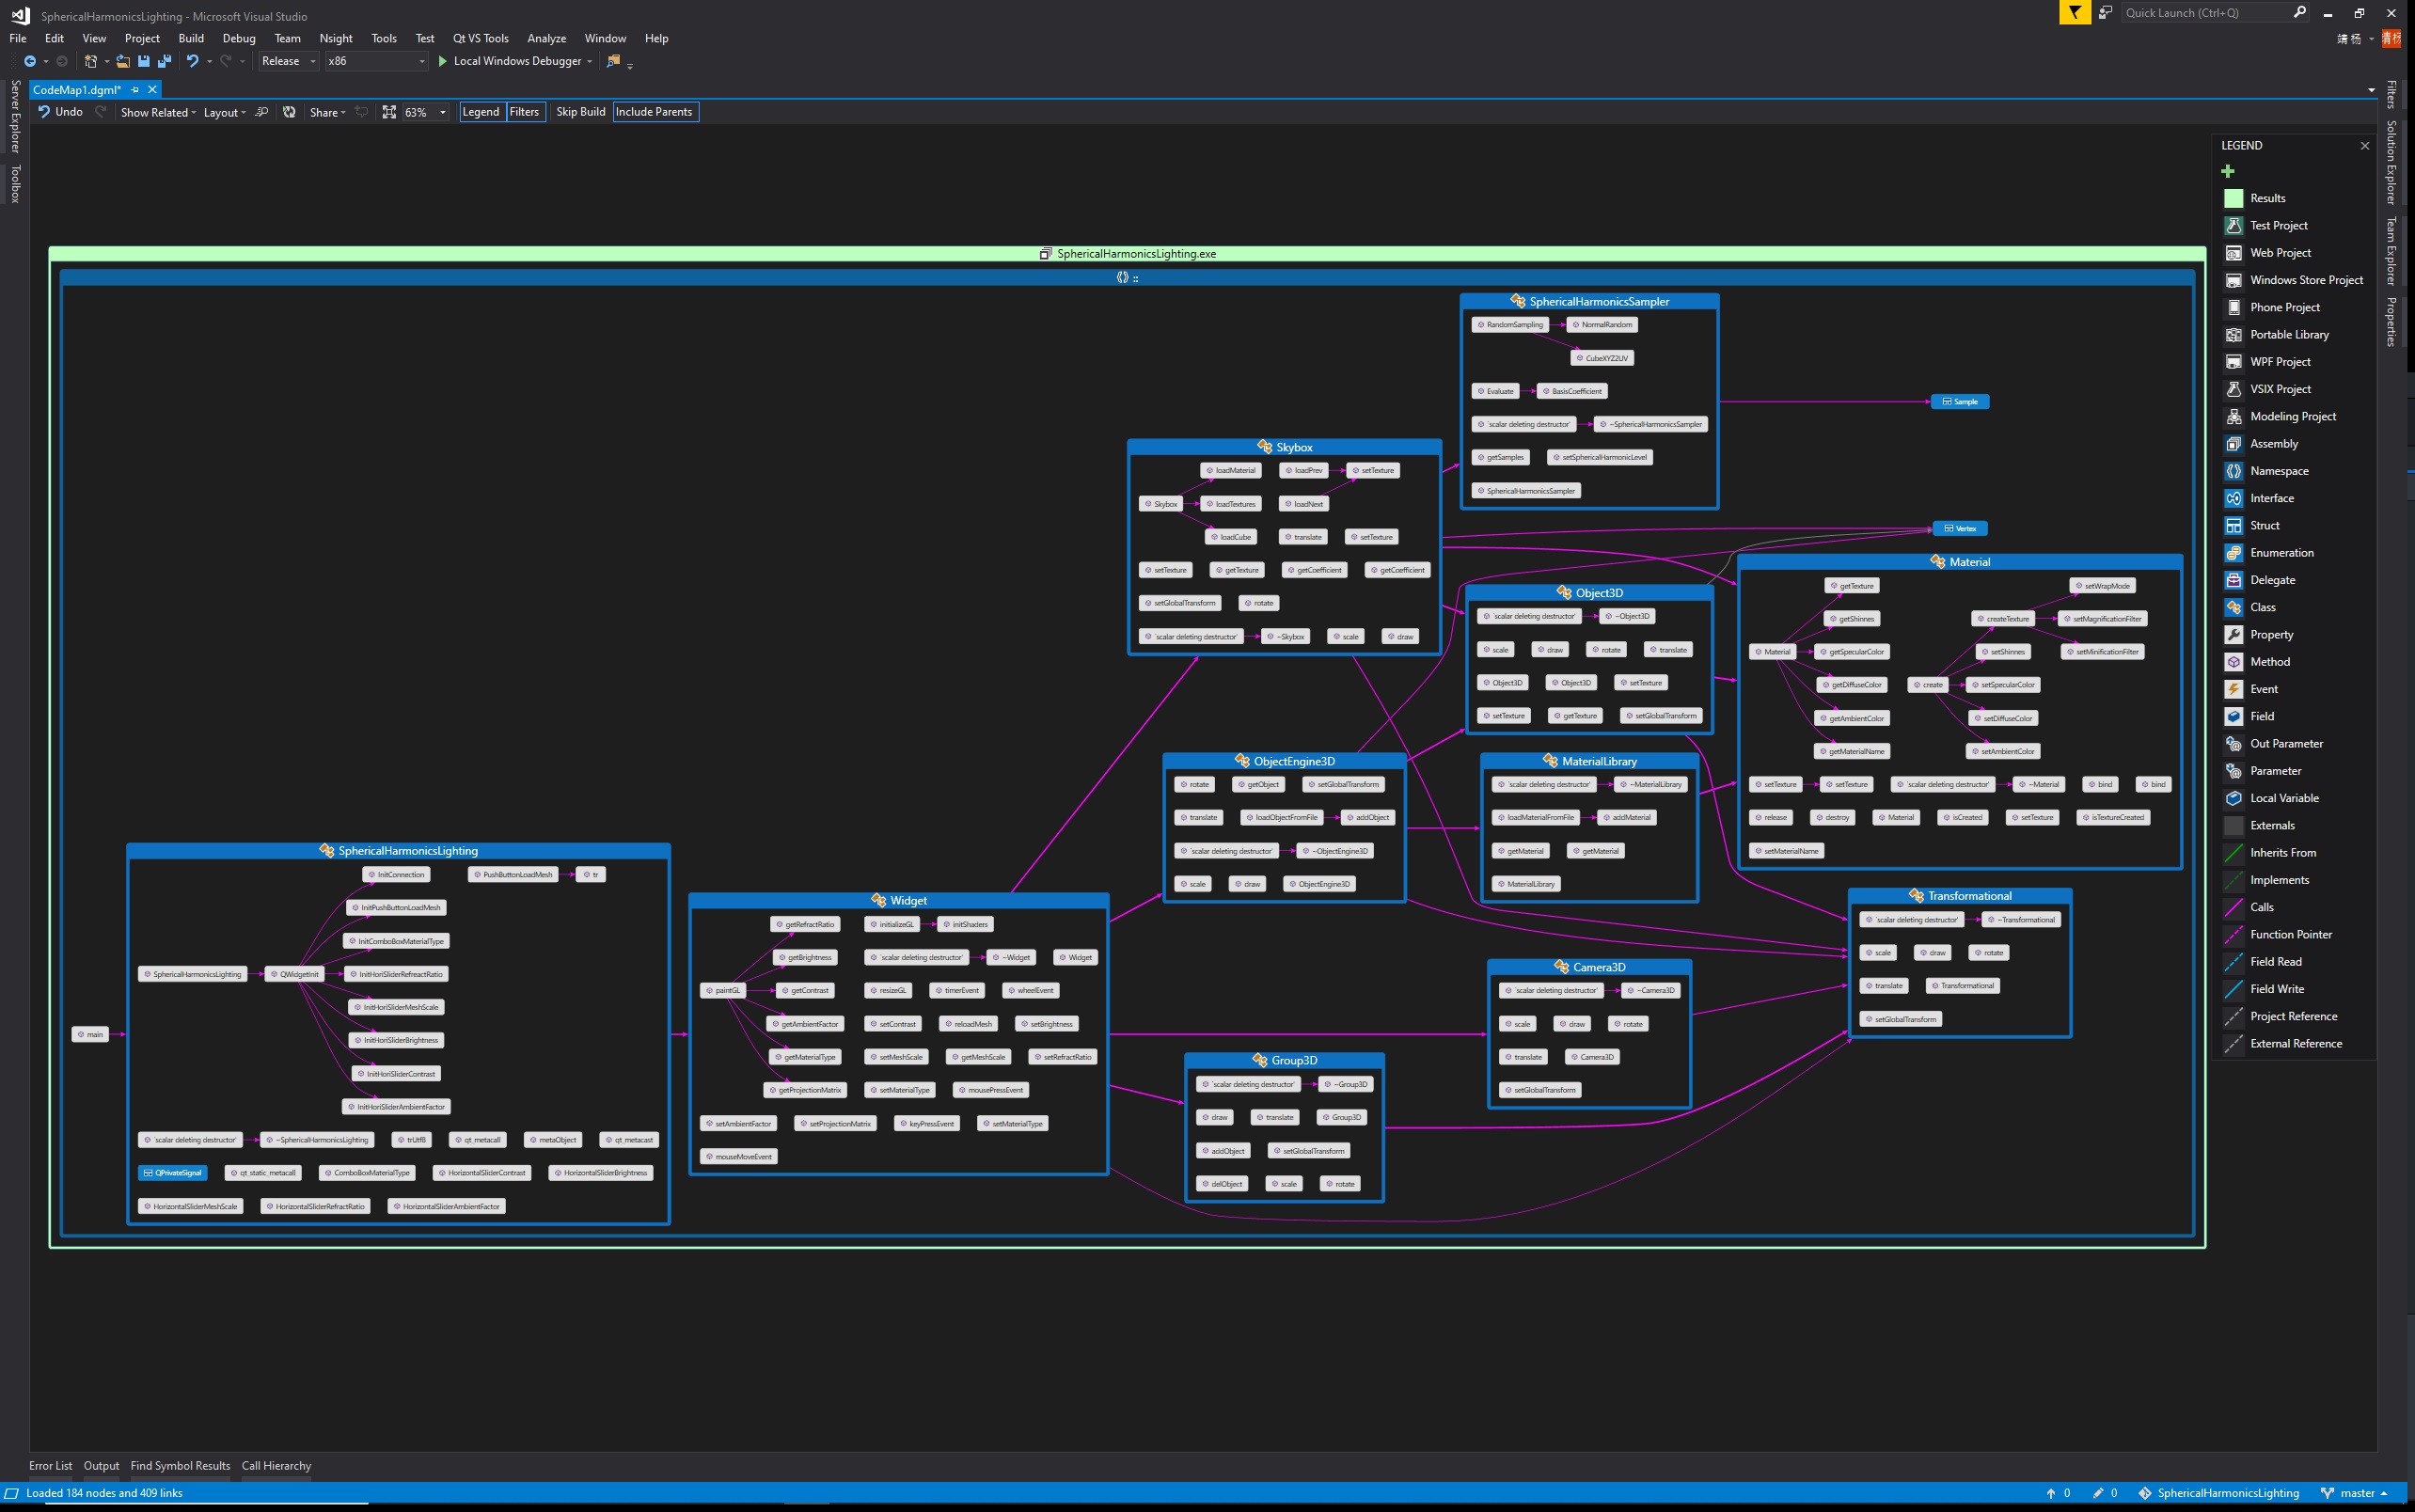 SphericalHarmonicsLighting - Microsoft Visual Studio
Quick Launch (Ctrl+Q)
File Edit View Project Build Debug Team Nsight Tools Test Qt VS Tools Analyze Window Help
靖 杨
Release x86 Local Windows Debugger
CodeMap1.dgml*
Undo Show Related Layout Share 63% Legend Filters Skip Build Include Parents
Server Explorer
Toolbox
Filters
Solution Explorer
Team Explorer
Properties
SphericalHarmonicsLighting.exe
::
SphericalHarmonicsSampler
RandomSampling NormalRandom
CubeXYZ2UV
Evaluate BasisCoefficient
`scalar deleting destructor' ~SphericalHarmonicsSampler
getSamples setSphericalHarmonicLevel
SphericalHarmonicsSampler
Sample
Vertex
Skybox
loadMaterial loadPrev setTexture
Skybox loadTextures loadNext
loadCube translate setTexture
setTexture getTexture getCoefficient getCoefficient
setGlobalTransform rotate
`scalar deleting destructor' ~Skybox scale draw
Object3D
`scalar deleting destructor' ~Object3D
scale draw rotate translate
Object3D Object3D setTexture
setTexture getTexture setGlobalTransform
Material
getTexture setWrapMode
getShinnes createTexture setMagnificationFilter
Material getSpecularColor setShinnes setMinificationFilter
getDiffuseColor create setSpecularColor
getAmbientColor setDiffuseColor
getMaterialName setAmbientColor
setTexture setTexture `scalar deleting destructor' ~Material bind bind
release destroy Material isCreated setTexture isTextureCreated
setMaterialName
ObjectEngine3D
rotate getObject setGlobalTransform
translate loadObjectFromFile addObject
`scalar deleting destructor' ~ObjectEngine3D
scale draw ObjectEngine3D
MaterialLibrary
`scalar deleting destructor' ~MaterialLibrary
loadMaterialFromFile addMaterial
getMaterial getMaterial
MaterialLibrary
main
SphericalHarmonicsLighting
InitConnection PushButtonLoadMesh tr
InitPushButtonLoadMesh
InitComboBoxMaterialType
SphericalHarmonicsLighting QWidgetInit InitHoriSliderRefreactRatio
InitHoriSliderMeshScale
InitHoriSliderBrightness
InitHoriSliderContrast
InitHoriSliderAmbientFactor
`scalar deleting destructor' ~SphericalHarmonicsLighting trUtf8 qt_metacall metaObject qt_metacast
QPrivateSignal qt_static_metacall ComboBoxMaterialType HorizontalSliderContrast HorizontalSliderBrightness
HorizontalSliderMeshScale HorizontalSliderRefractRatio HorizontalSliderAmbientFactor
Widget
getRefractRatio initializeGL initShaders
getBrightness `scalar deleting destructor' ~Widget Widget
paintGL getContrast resizeGL timerEvent wheelEvent
getAmbientFactor setContrast reloadMesh setBrightness
getMaterialType setMeshScale getMeshScale setRefractRatio
getProjectionMatrix setMaterialType mousePressEvent
setAmbientFactor setProjectionMatrix keyPressEvent setMaterialType
mouseMoveEvent
Transformational
`scalar deleting destructor' ~Transformational
scale draw rotate
translate Transformational
setGlobalTransform
Camera3D
`scalar deleting destructor' ~Camera3D
scale draw rotate
translate Camera3D
setGlobalTransform
Group3D
`scalar deleting destructor' ~Group3D
draw translate Group3D
addObject setGlobalTransform
delObject scale rotate
LEGEND
Results
Test Project
Web Project
Windows Store Project
Phone Project
Portable Library
WPF Project
VSIX Project
Modeling Project
Assembly
Namespace
Interface
Struct
Enumeration
Delegate
Class
Property
Method
Event
Field
Out Parameter
Parameter
Local Variable
Externals
Inherits From
Implements
Calls
Function Pointer
Field Read
Field Write
Project Reference
External Reference
Error List Output Find Symbol Results Call Hierarchy
Loaded 184 nodes and 409 links
0 0 SphericalHarmonicsLighting master